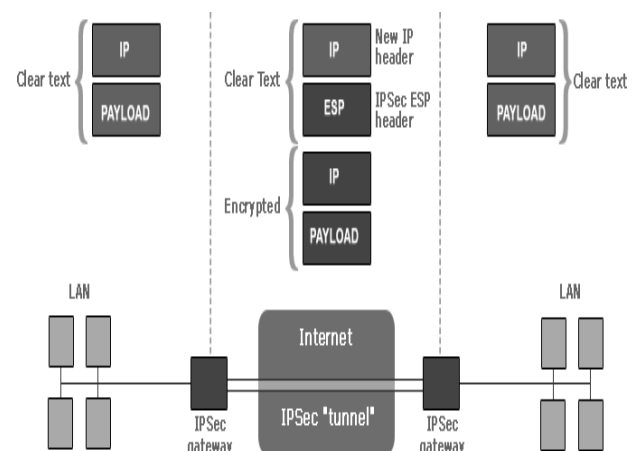 Clear text
IP
PAYLOAD
Clear Text
IP
New IP
header
ESP
IPSec ESP
header
Encrypted
IP
PAYLOAD
IP
PAYLOAD
Clear text
LAN
LAN
Internet
IPSec "tunnel"
IPSec
gateway
IPSec
gateway